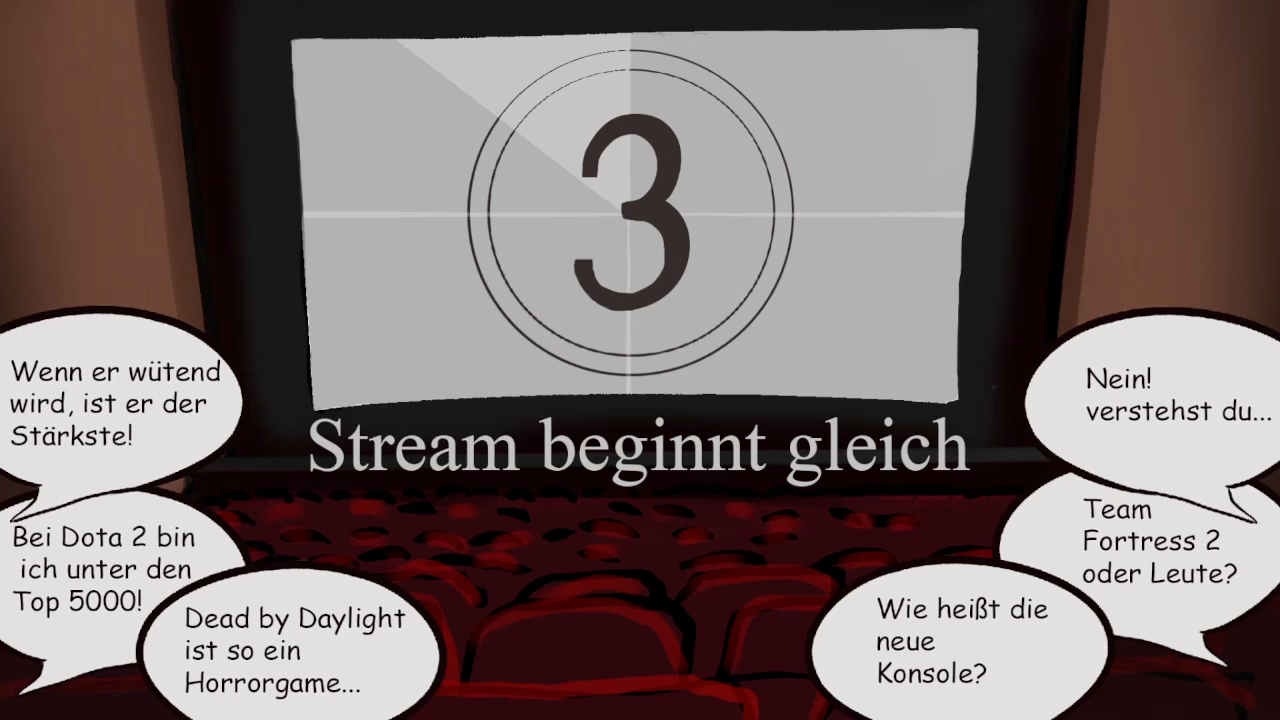 3
Stream beginnt gleich
Wenn er wütend
wird, ist er der
Stärkste!
Bei Dota 2 bin
ich unter den
Top 5000!
Dead by Daylight
ist so ein
Horrorgame...
Nein!
verstehst du...
Team
Fortress 2
oder Leute?
Wie heißt die
neue
Konsole?